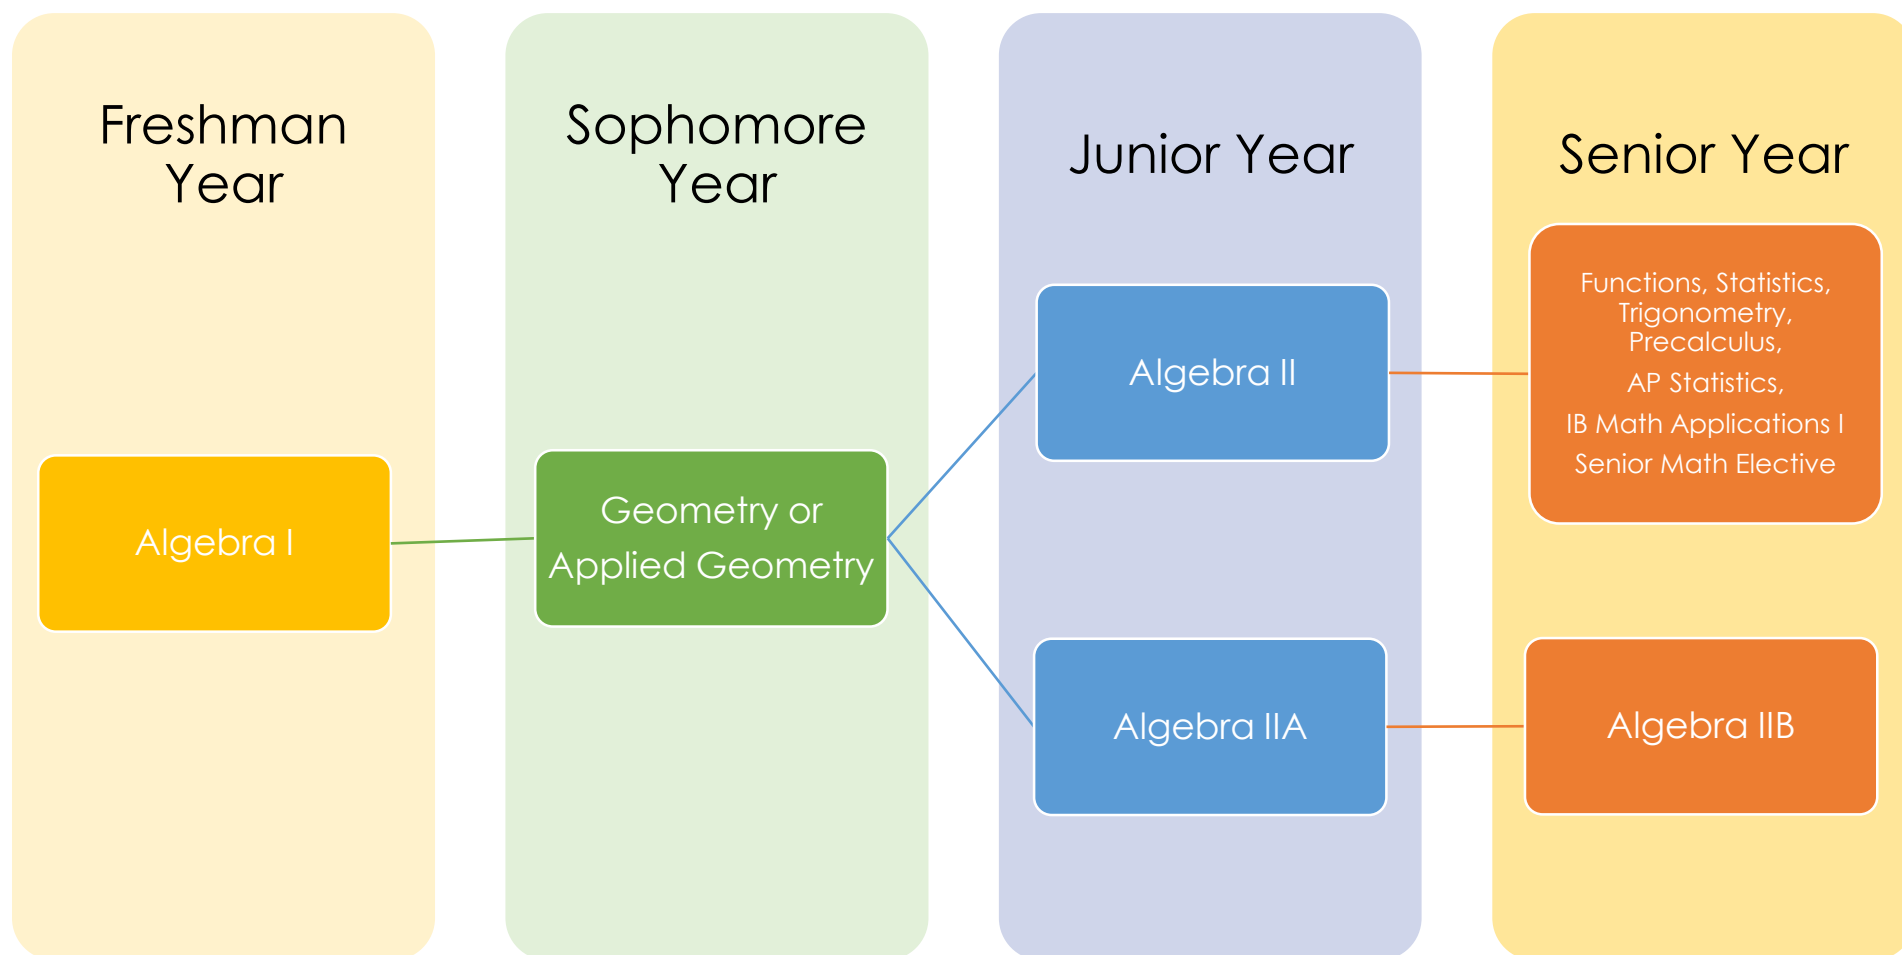 Freshman
Year
Algebra I
Sophomore
Year
Geometry or
Applied Geometry
Junior Year
Algebra II
Algebra IIA
Senior Year
Functions, Statistics,
Trigonometry,
Precalculus,
AP Statistics,
IB Math Applications I
Senior Math Elective
Algebra IIB